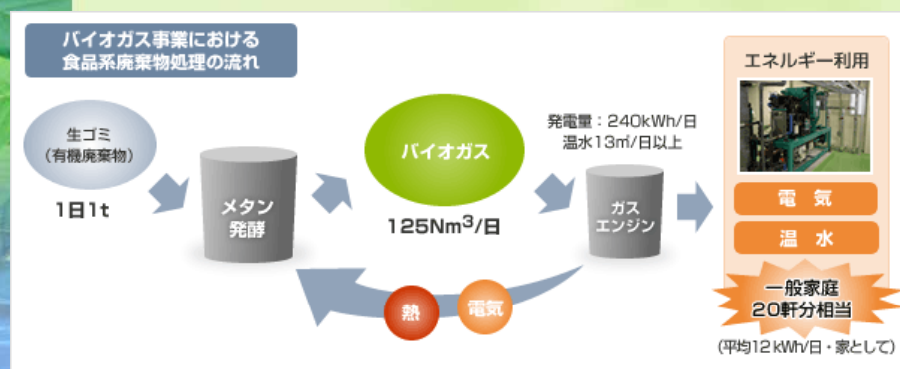 バイオガス事業における
食品系廃棄物処理の流れ
生ゴミ
（有機廃棄物）
1日1t
メタン
発酵
バイオガス
125Nm³/日
発電量：240kWh/日
温水13㎥/日以上
ガス
エンジン
熱
電気
エネルギー利用
電 気
温 水
一般家庭
20軒分相当
(平均12kWh/日・家として)